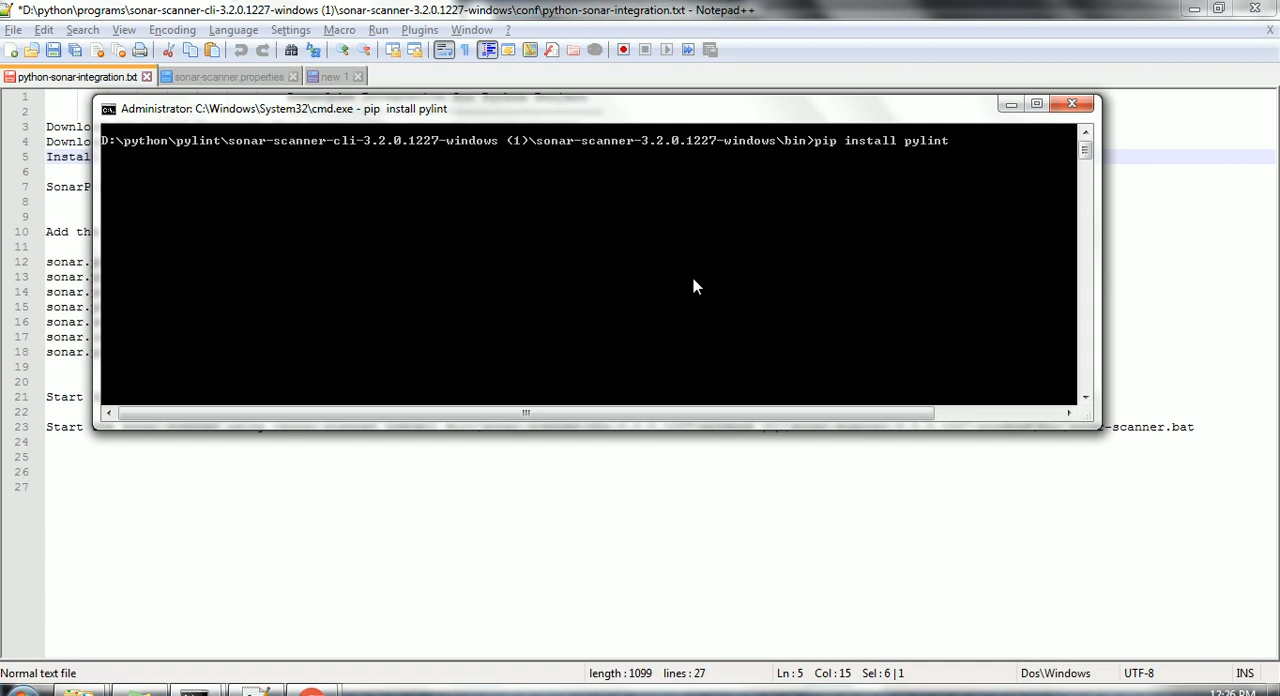 *D:\python\programs\sonar-scanner-cli-3.2.0.1227-windows (1)\sonar-scanner-3.2.0.1227-windows\conf\python-sonar-integration.txt - Notepad++
File Edit Search View Encoding Language Settings Macro Run Plugins Window ? X
python-sonar-integration.txt sonar-scanner.properties new 1
Administrator: C:\Windows\System32\cmd.exe - pip install pylint
D:\python\pylint\sonar-scanner-cli-3.2.0.1227-windows (1)\sonar-scanner-3.2.0.1227-windows\bin>pip install pylint
1
2
3 Downlo
4 Downlo
5 Instal
6
7 SonarP
8
9
10 Add th
11
12 sonar.
13 sonar.
14 sonar.
15 sonar.
16 sonar.
17 sonar.
18 sonar.
19
20
21 Start
22
23 Start -scanner.bat
24
25
26
27
Normal text file length : 1099 lines : 27 Ln : 5 Col : 15 Sel : 6 | 1 Dos\Windows UTF-8 INS
12:26 PM